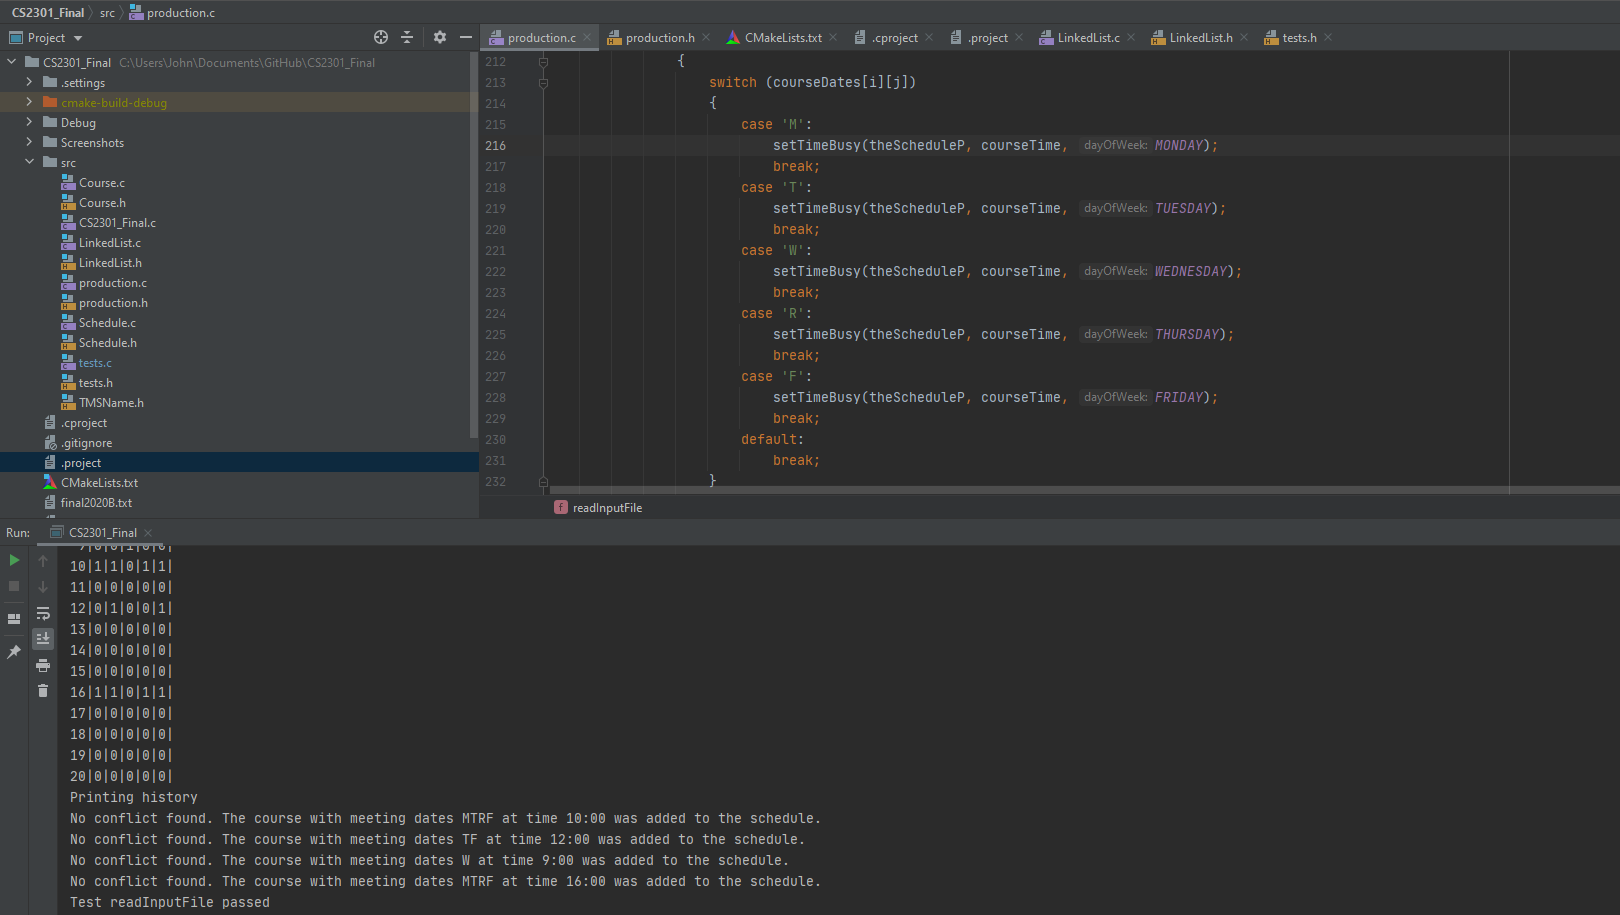 CS2301_Final src production.c
Project
production.c production.h CMakeLists.txt .cproject .project LinkedList.c LinkedList.h tests.h
CS2301_Final C:\Users\John\Documents\GitHub\CS2301_Final
.settings
cmake-build-debug
Debug
Screenshots
src
Course.c
Course.h
CS2301_Final.c
LinkedList.c
LinkedList.h
production.c
production.h
Schedule.c
Schedule.h
tests.c
tests.h
TMSName.h
.cproject
.gitignore
.project
CMakeLists.txt
final2020B.txt
212 {
213 switch (courseDates[i][j])
214 {
215 case 'M':
216 setTimeBusy(theScheduleP, courseTime, dayOfWeek: MONDAY);
217 break;
218 case 'T':
219 setTimeBusy(theScheduleP, courseTime, dayOfWeek: TUESDAY);
220 break;
221 case 'W':
222 setTimeBusy(theScheduleP, courseTime, dayOfWeek: WEDNESDAY);
223 break;
224 case 'R':
225 setTimeBusy(theScheduleP, courseTime, dayOfWeek: THURSDAY);
226 break;
227 case 'F':
228 setTimeBusy(theScheduleP, courseTime, dayOfWeek: FRIDAY);
229 break;
230 default:
231 break;
232 }
f readInputFile
Run: CS2301_Final
9|0|0|1|0|0|
10|1|1|0|1|1|
11|0|0|0|0|0|
12|0|1|0|0|1|
13|0|0|0|0|0|
14|0|0|0|0|0|
15|0|0|0|0|0|
16|1|1|0|1|1|
17|0|0|0|0|0|
18|0|0|0|0|0|
19|0|0|0|0|0|
20|0|0|0|0|0|
Printing history
No conflict found. The course with meeting dates MTRF at time 10:00 was added to the schedule.
No conflict found. The course with meeting dates TF at time 12:00 was added to the schedule.
No conflict found. The course with meeting dates W at time 9:00 was added to the schedule.
No conflict found. The course with meeting dates MTRF at time 16:00 was added to the schedule.
Test readInputFile passed